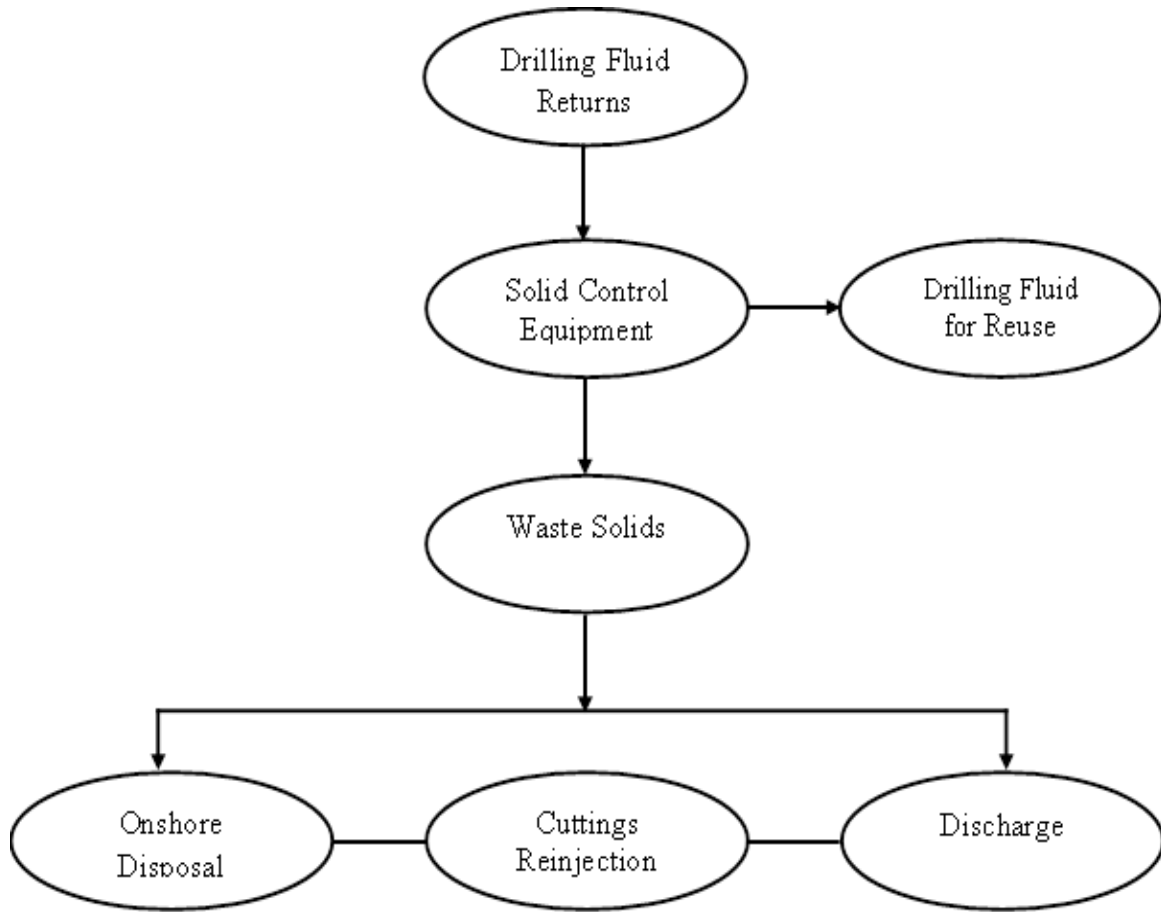 Drilling Fluid
Returns
Solid Control
Equipment
Drilling Fluid
for Reuse
Waste Solids
Onshore
Disposal
Cuttings
Reinjection
Discharge